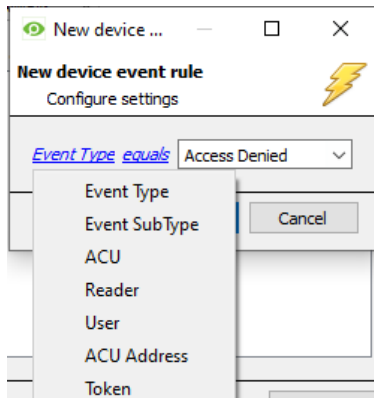 New device ...
New device event rule
Configure settings
Event Type equals Access Denied
Event Type
Cancel
Event SubType
ACU
Reader
User
ACU Address
Token